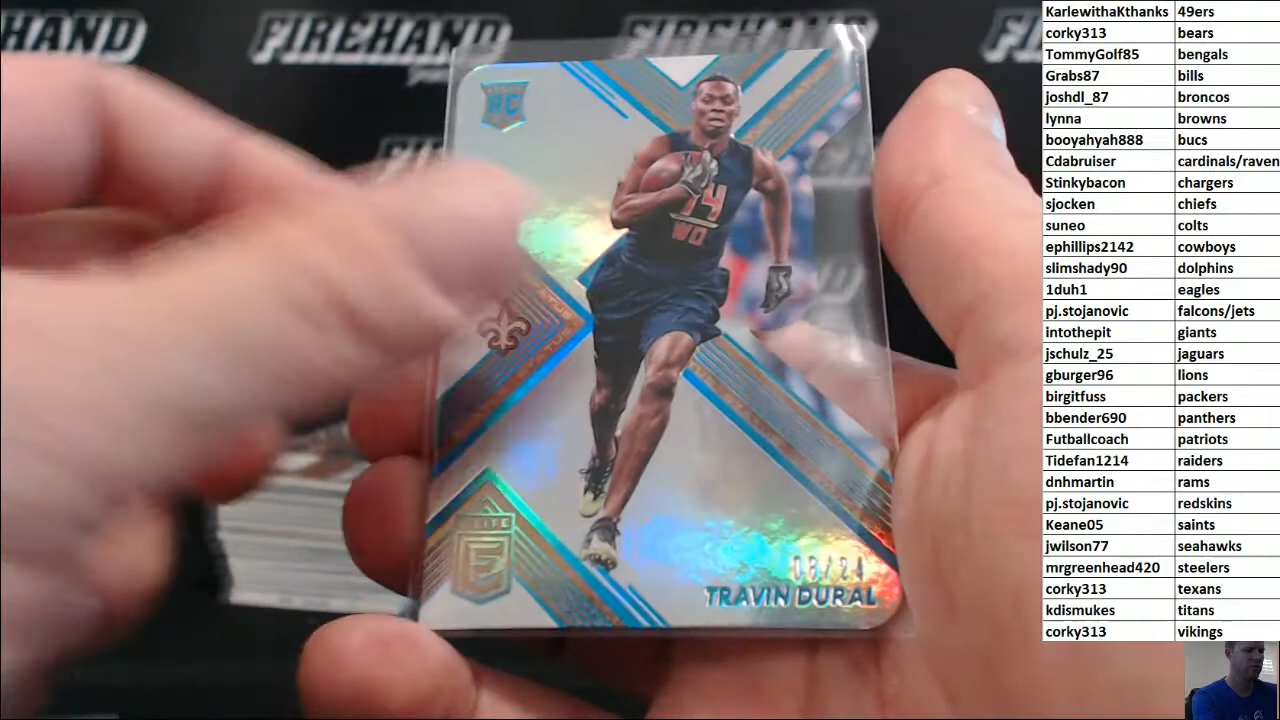 HAND
FIREHAND
FIREHAND
RC
14
WO
ELITE
E
08/24
TRAVIN DURAL
KarlewithaKthanks 49ers
corky313 bears
TommyGolf85 bengals
Grabs87 bills
joshdl_87 broncos
lynna browns
booyahyah888 bucs
Cdabruiser cardinals/raven
Stinkybacon chargers
sjocken chiefs
suneo colts
ephillips2142 cowboys
slimshady90 dolphins
1duh1 eagles
pj.stojanovic falcons/jets
intothepit giants
jschulz_25 jaguars
gburger96 lions
birgitfuss packers
bbender690 panthers
Futballcoach patriots
Tidefan1214 raiders
dnhmartin rams
pj.stojanovic redskins
Keane05 saints
jwilson77 seahawks
mrgreenhead420 steelers
corky313 texans
kdismukes titans
corky313 vikings